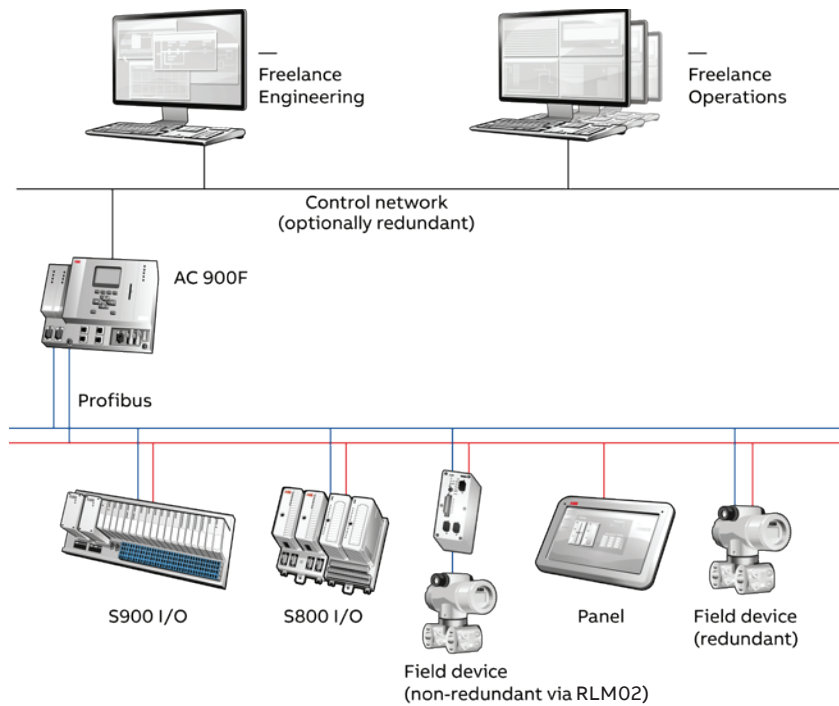 Freelance
Engineering
Freelance
Operations
Control network
(optionally redundant)
AC 900F
Profibus
S900 I/O
S800 I/O
Panel
Field device
(redundant)
Field device
(non-redundant via RLM02)